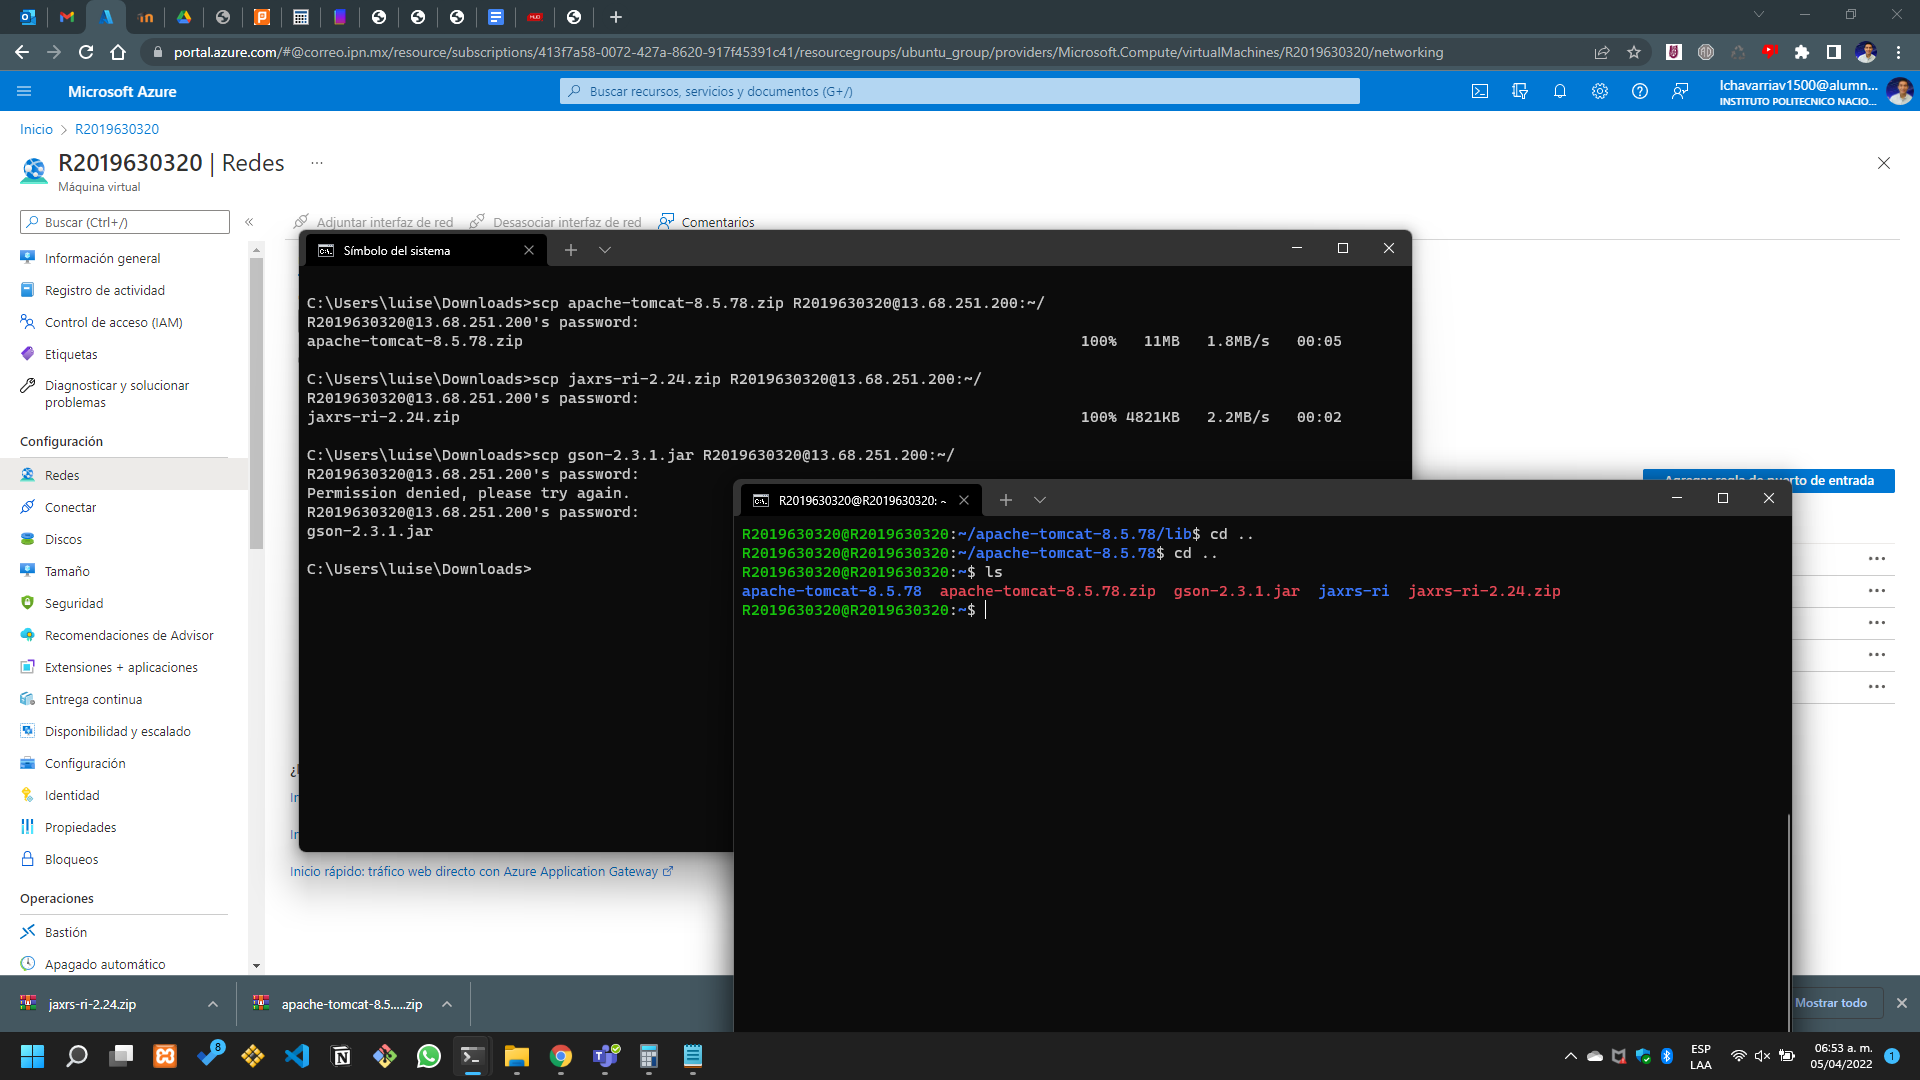 portal.azure.com/#@correo.ipn.mx/resource/subscriptions/413f7a58-0072-427a-8620-917f45391c41/resourcegroups/ubuntu_group/providers/Microsoft.Compute/virtualMachines/R2019630320/networking
Microsoft Azure
Buscar recursos, servicios y documentos (G+/)
lchavarriav1500@alumn...
INSTITUTO POLITECNICO NACIO...
Inicio > R2019630320
R2019630320 | Redes ...
Máquina virtual
Buscar (Ctrl+/)
«
Adjuntar interfaz de red
Desasociar interfaz de red
Comentarios
Información general
Registro de actividad
Control de acceso (IAM)
Etiquetas
Diagnosticar y solucionar
problemas
Configuración
Redes
Conectar
Discos
Tamaño
Seguridad
Recomendaciones de Advisor
Extensiones + aplicaciones
Entrega continua
Disponibilidad y escalado
Configuración
Identidad
Propiedades
Bloqueos
Operaciones
Bastión
Apagado automático
Símbolo del sistema
C:\Users\luise\Downloads>scp apache-tomcat-8.5.78.zip R2019630320@13.68.251.200:~/
R2019630320@13.68.251.200's password:
apache-tomcat-8.5.78.zip 100% 11MB 1.8MB/s 00:05
C:\Users\luise\Downloads>scp jaxrs-ri-2.24.zip R2019630320@13.68.251.200:~/
R2019630320@13.68.251.200's password:
jaxrs-ri-2.24.zip 100% 4821KB 2.2MB/s 00:02
C:\Users\luise\Downloads>scp gson-2.3.1.jar R2019630320@13.68.251.200:~/
R2019630320@13.68.251.200's password:
Permission denied, please try again.
R2019630320@13.68.251.200's password:
gson-2.3.1.jar
C:\Users\luise\Downloads>
puerto de entrada
R2019630320@R2019630320: ~
R2019630320@R2019630320:~/apache-tomcat-8.5.78/lib$ cd ..
R2019630320@R2019630320:~/apache-tomcat-8.5.78$ cd ..
R2019630320@R2019630320:~$ ls
apache-tomcat-8.5.78 apache-tomcat-8.5.78.zip gson-2.3.1.jar jaxrs-ri jaxrs-ri-2.24.zip
R2019630320@R2019630320:~$
Inicio rápido: tráfico web directo con Azure Application Gateway
jaxrs-ri-2.24.zip
apache-tomcat-8.5.....zip
Mostrar todo
8
ESP
LAA
06:53 a. m.
05/04/2022
1